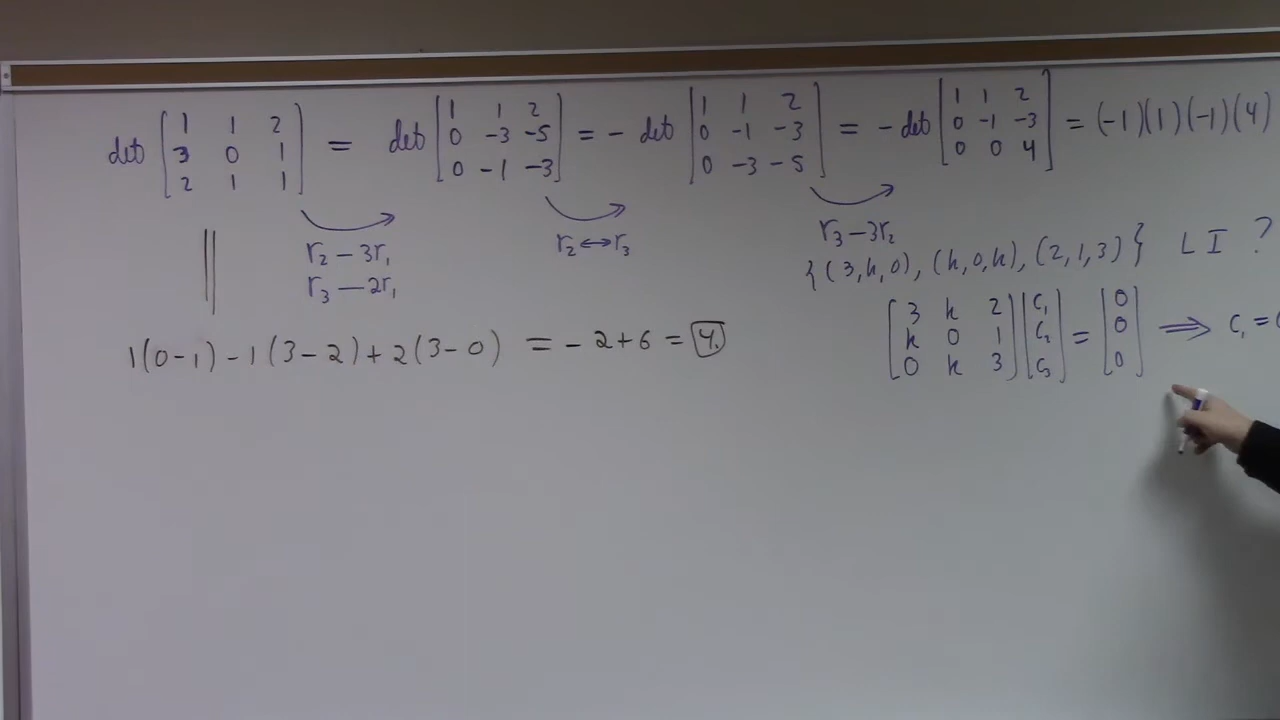 det [1 1 2; 3 0 1; 2 1 1] = det [1 1 2; 0 -3 -5; 0 -1 -3] = - det [1 1 2; 0 -1 -3; 0 -3 -5] = - det [1 1 2; 0 -1 -3; 0 0 4] = (-1)(1)(-1)(4)
r₂ - 3r₁
r₃ - 2r₁
r₂ ↔ r₃
r₃ - 3r₂
{(3,k,0), (k,0,k), (2,1,3)} LI ?
[3 k 2; k 0 1; 0 k 3] [c₁; c₂; c₃] = [0; 0; 0] ⟹ c₁ =
1(0-1) - 1(3-2) + 2(3-0) = -2+6 = 4.